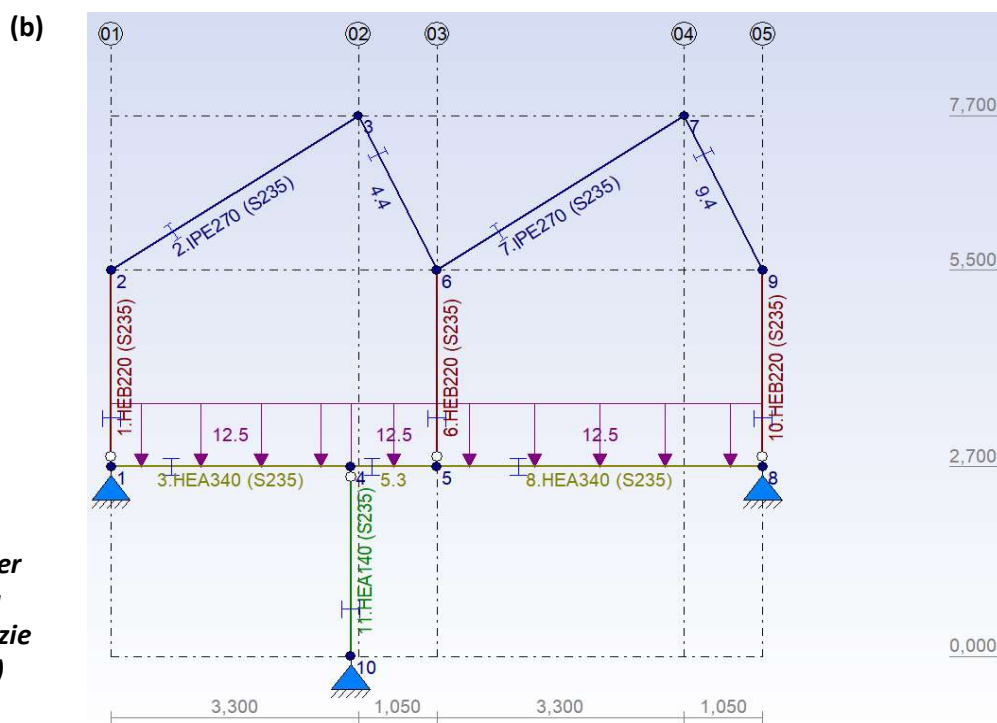 (b)
01 02 03 04 05
7,700
3 7
2.IPE270 (S235)
4.4
7.IPE270 (S235)
9.4
5,500
2 6 9
1.HEB220 (S235)
6.HEB220 (S235)
10.HEB220 (S235)
12.5 12.5 12.5
2,700
1 4 5 8
3.HEA340 (S235)
5.3
8.HEA340 (S235)
11.HEA140 (S235)
er
zie
)
0,000
10
3,300 1,050 3,300 1,050